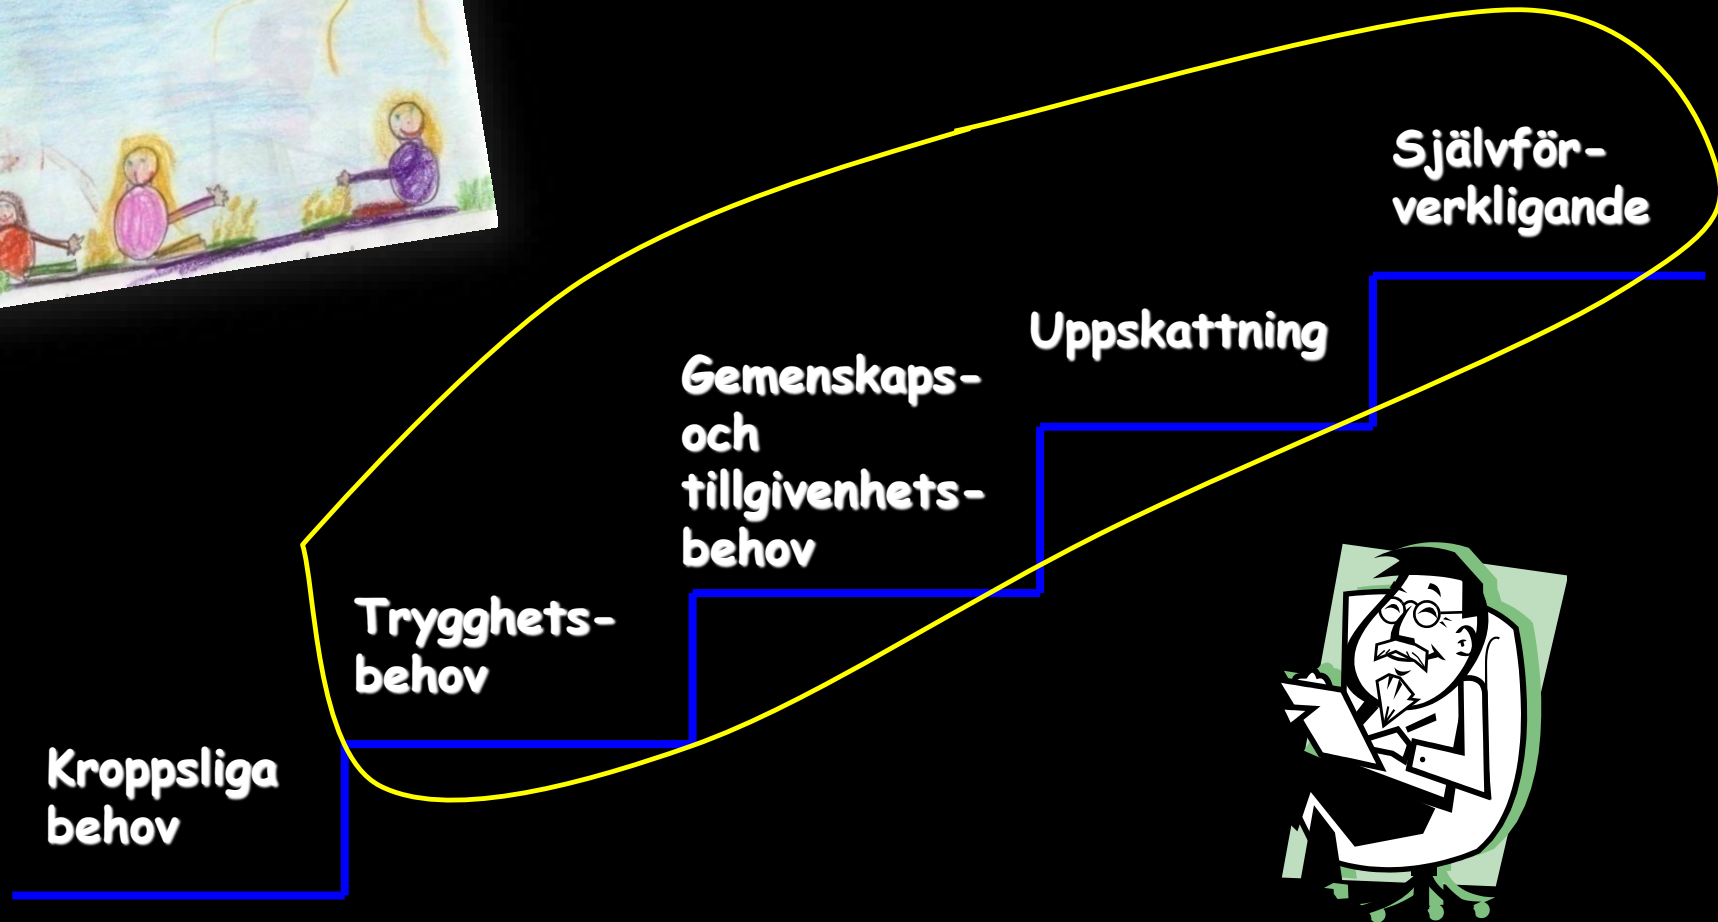 Självför-
verkligande
Uppskattning
Gemenskaps-
och
tillgivenhets-
behov
Trygghets-
behov
Kroppsliga
behov